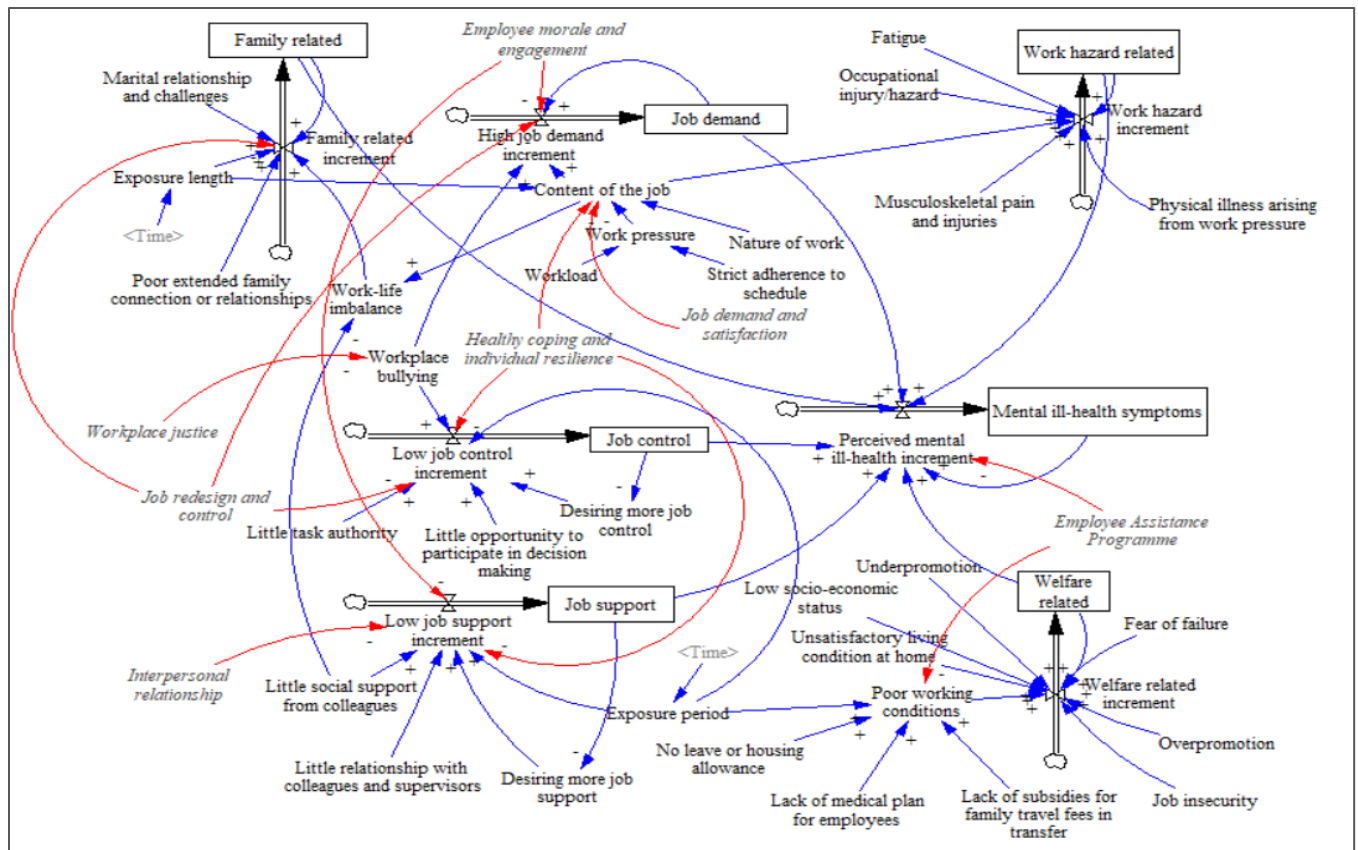 Family related
Employee morale and
engagement
Fatigue
Work hazard related
Marital relationship
and challenges
Occupational
injury/hazard
Job demand
Work hazard
increment
Family related
increment
High job demand
increment
Exposure length
Content of the job
Musculoskeletal pain
and injuries
Physical illness arising
from work pressure
<Time>
Work pressure
Nature of work
Poor extended family
connection or relationships
Workload
Strict adherence to
schedule
Work-life
imbalance
Job demand and
satisfaction
Healthy coping and
individual resilience
Workplace
bullying
Mental ill-health symptoms
Workplace justice
Job control
Low job control
increment
Perceived mental
ill-health increment
Job redesign and
control
Desiring more job
control
Little task authority
Little opportunity to
participate in decision
making
Employee Assistance
Programme
Underpromotion
Low socio-economic
status
Welfare
related
Job support
Low job support
increment
Fear of failure
Unsatisfactory living
condition at home
<Time>
Interpersonal
relationship
Little social support
from colleagues
Exposure period
Poor working
conditions
Welfare related
increment
No leave or housing
allowance
Overpromotion
Little relationship with
colleagues and supervisors
Desiring more job
support
Lack of medical plan
for employees
Lack of subsidies for
family travel fees in
transfer
Job insecurity